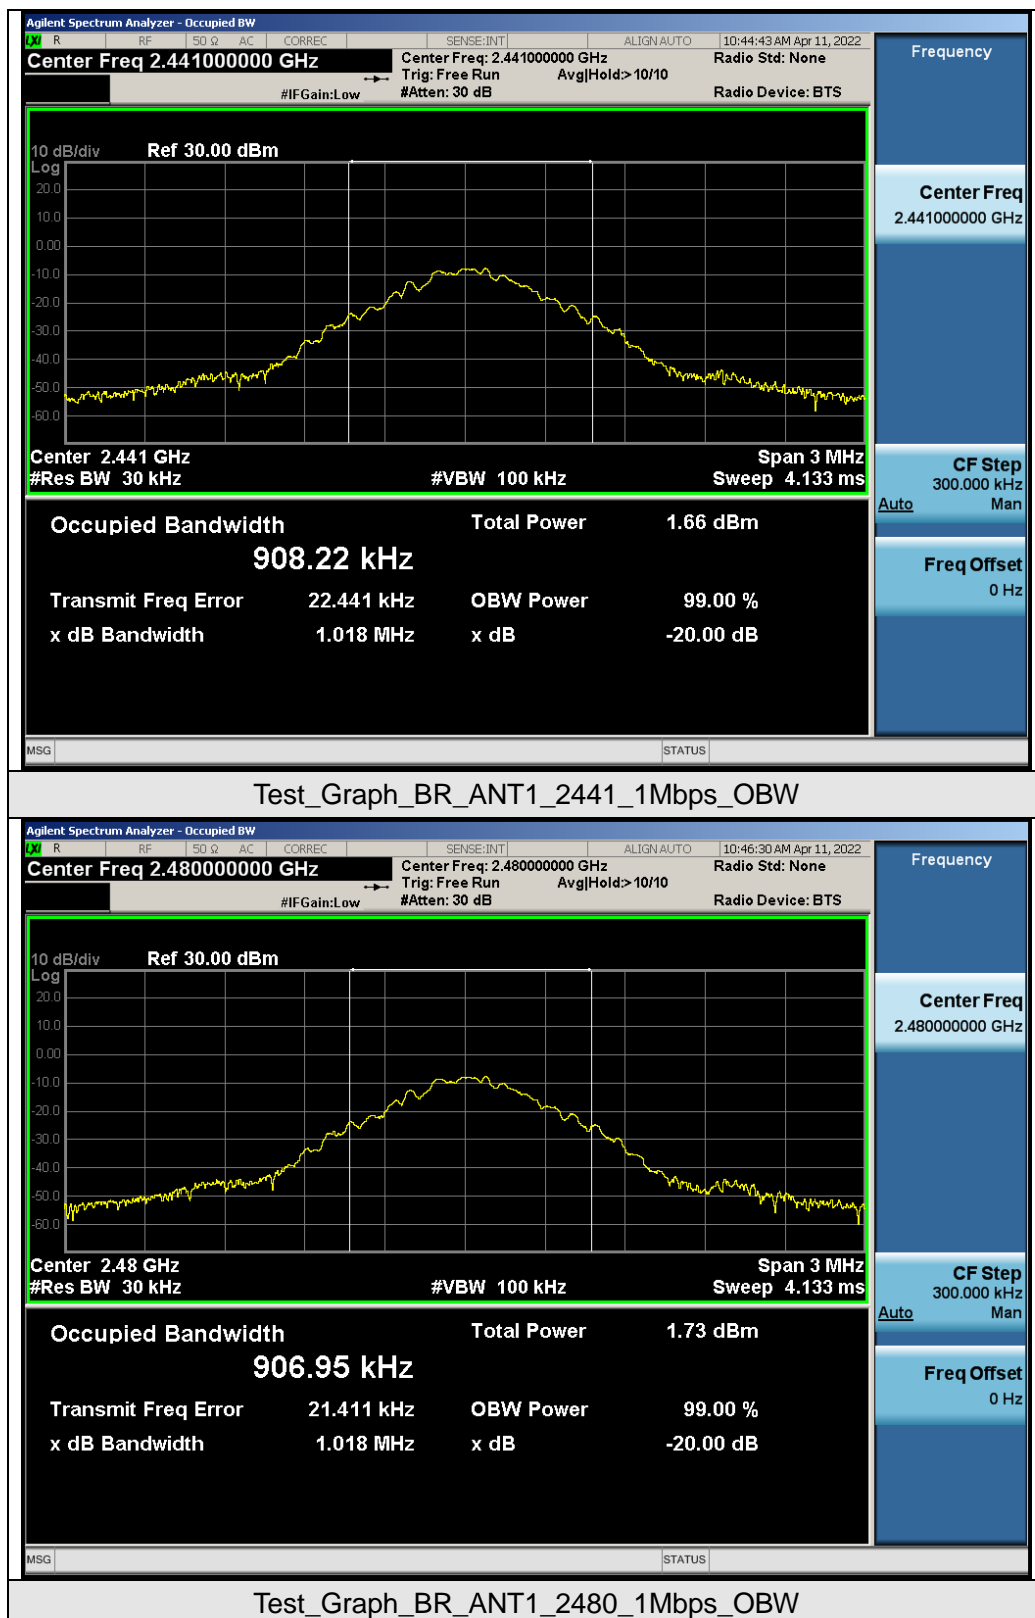 Agilent Spectrum Analyzer - Occupied BW
LXI R RF 50 Ω AC CORREC SENSE:INT ALIGN AUTO 10:44:43 AM Apr 11, 2022
Center Freq 2.441000000 GHz
Center Freq: 2.441000000 GHz
Radio Std: None
Trig: Free Run Avg|Hold:> 10/10
#IFGain:Low
#Atten: 30 dB
Radio Device: BTS
Frequency
10 dB/div Ref 30.00 dBm
Log
20.0
10.0
0.00
-10.0
-20.0
-30.0
-40.0
-50.0
-60.0
Center 2.441 GHz Span 3 MHz
#Res BW 30 kHz #VBW 100 kHz Sweep 4.133 ms
Center Freq
2.441000000 GHz
CF Step
300.000 kHz
Auto Man
Freq Offset
0 Hz
Occupied Bandwidth Total Power 1.66 dBm
908.22 kHz
Transmit Freq Error 22.441 kHz OBW Power 99.00 %
x dB Bandwidth 1.018 MHz x dB -20.00 dB
MSG STATUS
Test_Graph_BR_ANT1_2441_1Mbps_OBW
Agilent Spectrum Analyzer - Occupied BW
LXI R RF 50 Ω AC CORREC SENSE:INT ALIGN AUTO 10:46:30 AM Apr 11, 2022
Center Freq 2.480000000 GHz
Center Freq: 2.480000000 GHz
Radio Std: None
Trig: Free Run Avg|Hold:> 10/10
#IFGain:Low
#Atten: 30 dB
Radio Device: BTS
Frequency
10 dB/div Ref 30.00 dBm
Log
20.0
10.0
0.00
-10.0
-20.0
-30.0
-40.0
-50.0
-60.0
Center 2.48 GHz Span 3 MHz
#Res BW 30 kHz #VBW 100 kHz Sweep 4.133 ms
Center Freq
2.480000000 GHz
CF Step
300.000 kHz
Auto Man
Freq Offset
0 Hz
Occupied Bandwidth Total Power 1.73 dBm
906.95 kHz
Transmit Freq Error 21.411 kHz OBW Power 99.00 %
x dB Bandwidth 1.018 MHz x dB -20.00 dB
MSG STATUS
Test_Graph_BR_ANT1_2480_1Mbps_OBW